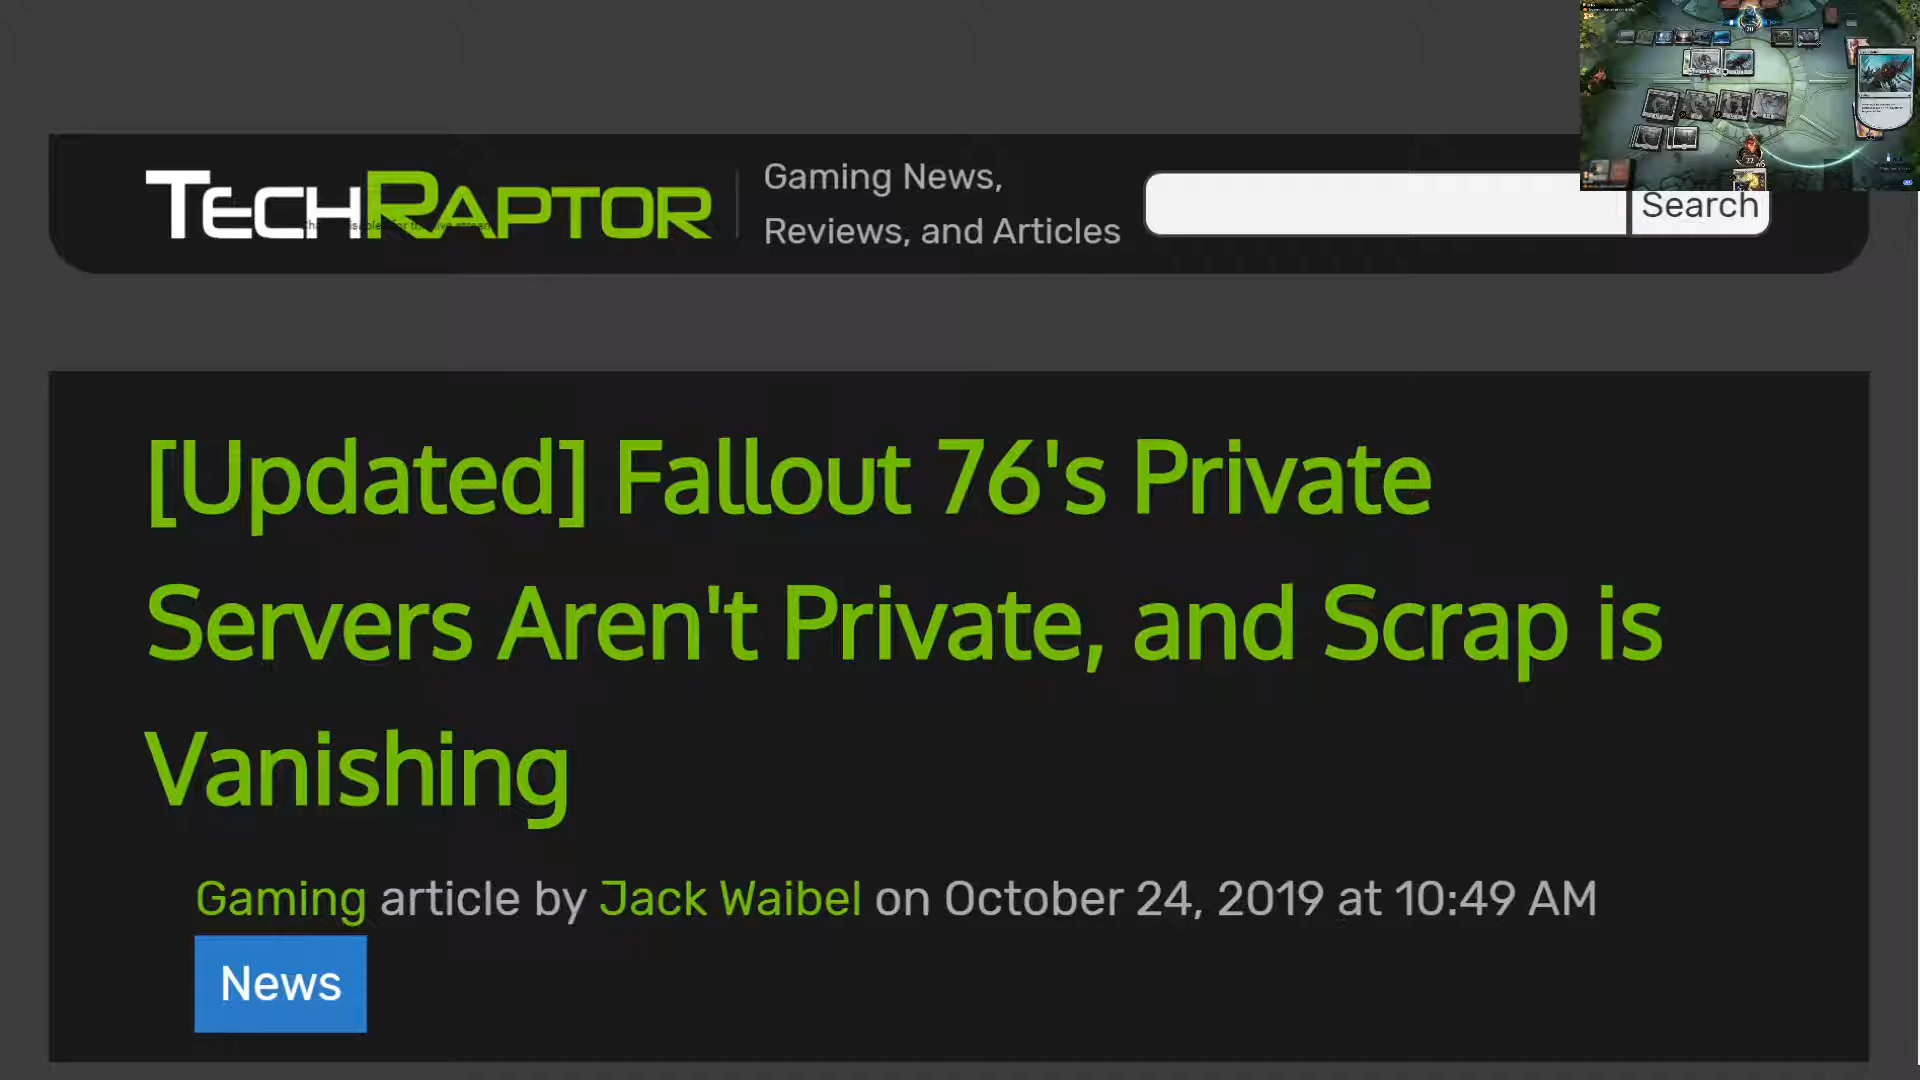 TECHRAPTOR
Gaming News,
Reviews, and Articles
Search
[Updated] Fallout 76's Private
Servers Aren't Private, and Scrap is
Vanishing
Gaming article by Jack Waibel on October 24, 2019 at 10:49 AM
News